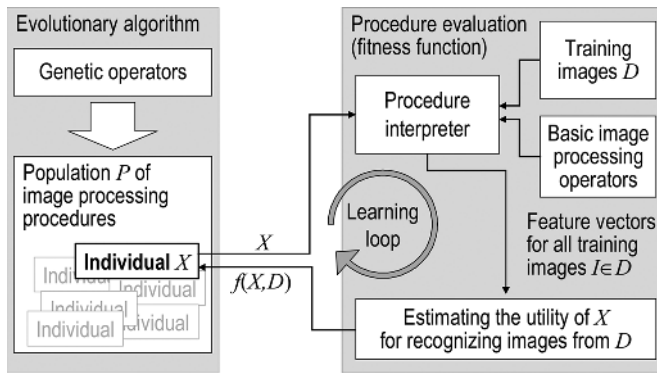 Evolutionary algorithm
Genetic operators
Population P of
image processing
procedures
Individual X
Individual
Individual
Individual
Individual
Individual
X
f(X,D)
Procedure evaluation
(fitness function)
Training
images D
Procedure
interpreter
Basic image
processing
operators
Learning
loop
Feature vectors
for all training
images I∈D
Estimating the utility of X
for recognizing images from D